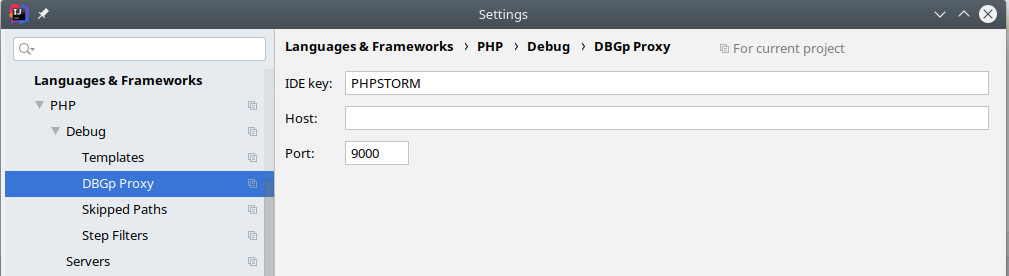 Settings
Languages & Frameworks
PHP
Debug
Templates
DBGp Proxy
Skipped Paths
Step Filters
Servers
Languages & Frameworks › PHP › Debug › DBGp Proxy For current project
IDE key: PHPSTORM
Host:
Port: 9000